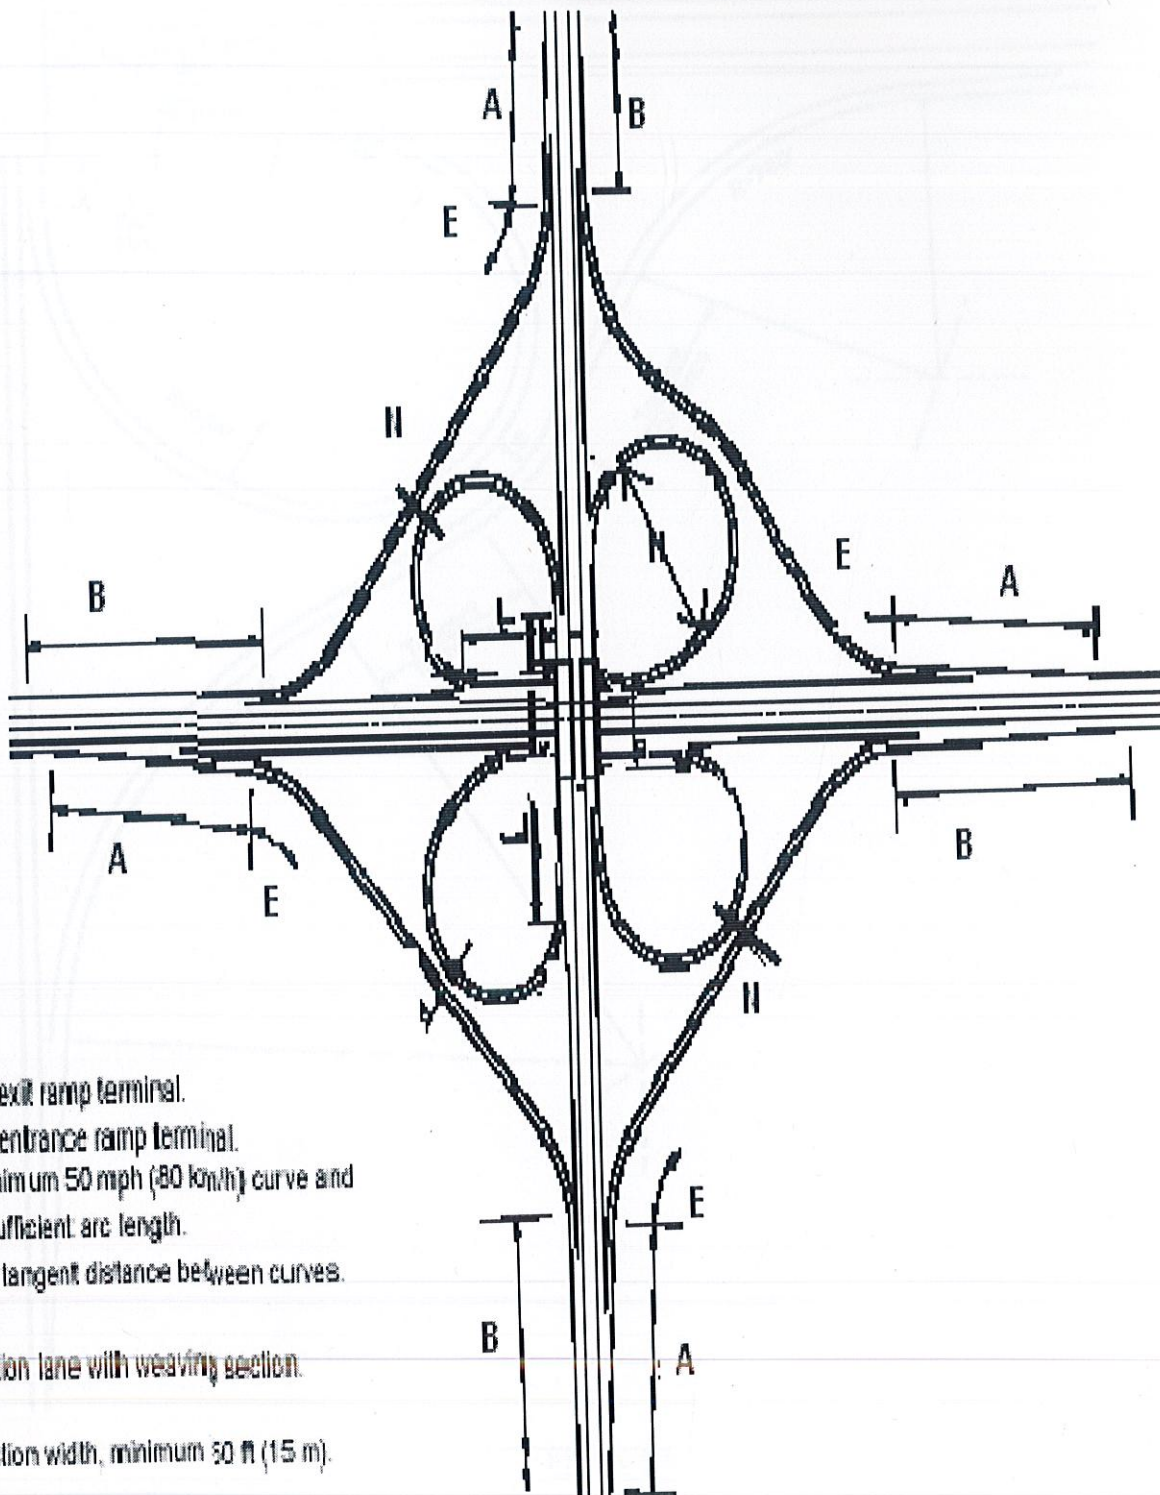 A
B
E
N
B
E
A
L
N
A
E
L
B
N
exit ramp terminal.
entrance ramp terminal.
nimum 50 mph (80 km/h) curve and
ufficient arc length.
E
tangent distance between curves.
B
A
ion lane with weaving section.
tion width, minimum 50 ft (15 m).